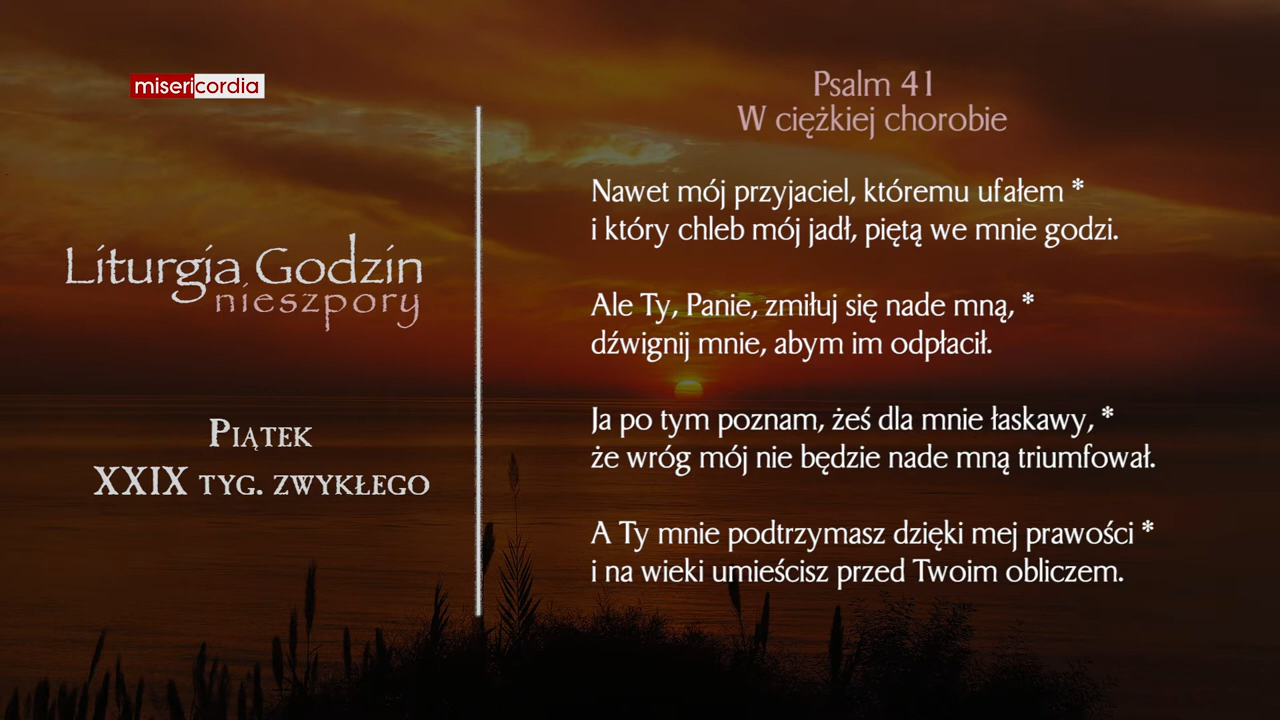 misericordia
Liturgia Godzin
nieszpory
Piątek
XXIX tyg. zwykłego
Psalm 41
W ciężkiej chorobie
Nawet mój przyjaciel, któremu ufałem *
i który chleb mój jadł, piętą we mnie godzi.
Ale Ty, Panie, zmiłuj się nade mną, *
dźwignij mnie, abym im odpłacił.
Ja po tym poznam, żeś dla mnie łaskawy, *
że wróg mój nie będzie nade mną triumfował.
A Ty mnie podtrzymasz dzięki mej prawości *
i na wieki umieścisz przed Twoim obliczem.